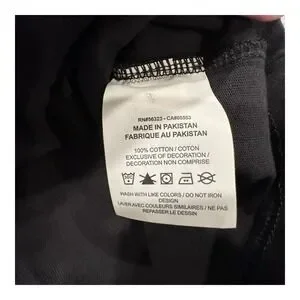 RN#56323 - CA#05553
MADE IN PAKISTAN
FABRIQUE AU PAKISTAN
100% COTTON / COTON
EXCLUSIVE OF DECORATION /
DECORATION NON COMPRISE
WASH WITH LIKE COLORS / DO NOT IRON
DESIGN
LAVER AVEC COULEURS SIMILAIRES / NE PAS
REPASSER LE DESSIN